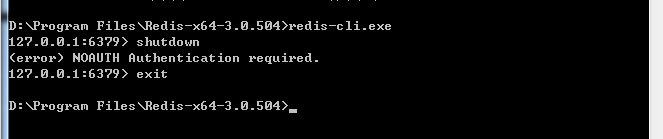 D:\Program Files\Redis-x64-3.0.504>redis-cli.exe
127.0.0.1:6379> shutdown
(error) NOAUTH Authentication required.
127.0.0.1:6379> exit
D:\Program Files\Redis-x64-3.0.504>